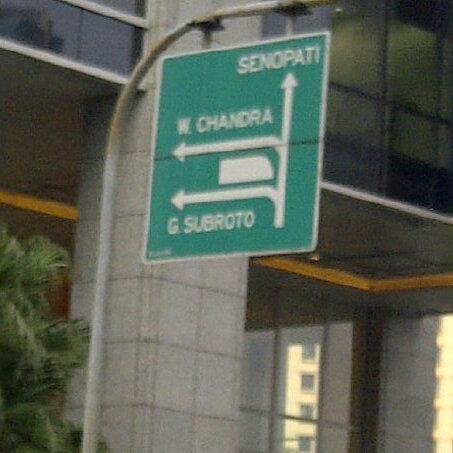 SENOPATI
W. CHANDRA
G. SUBROTO